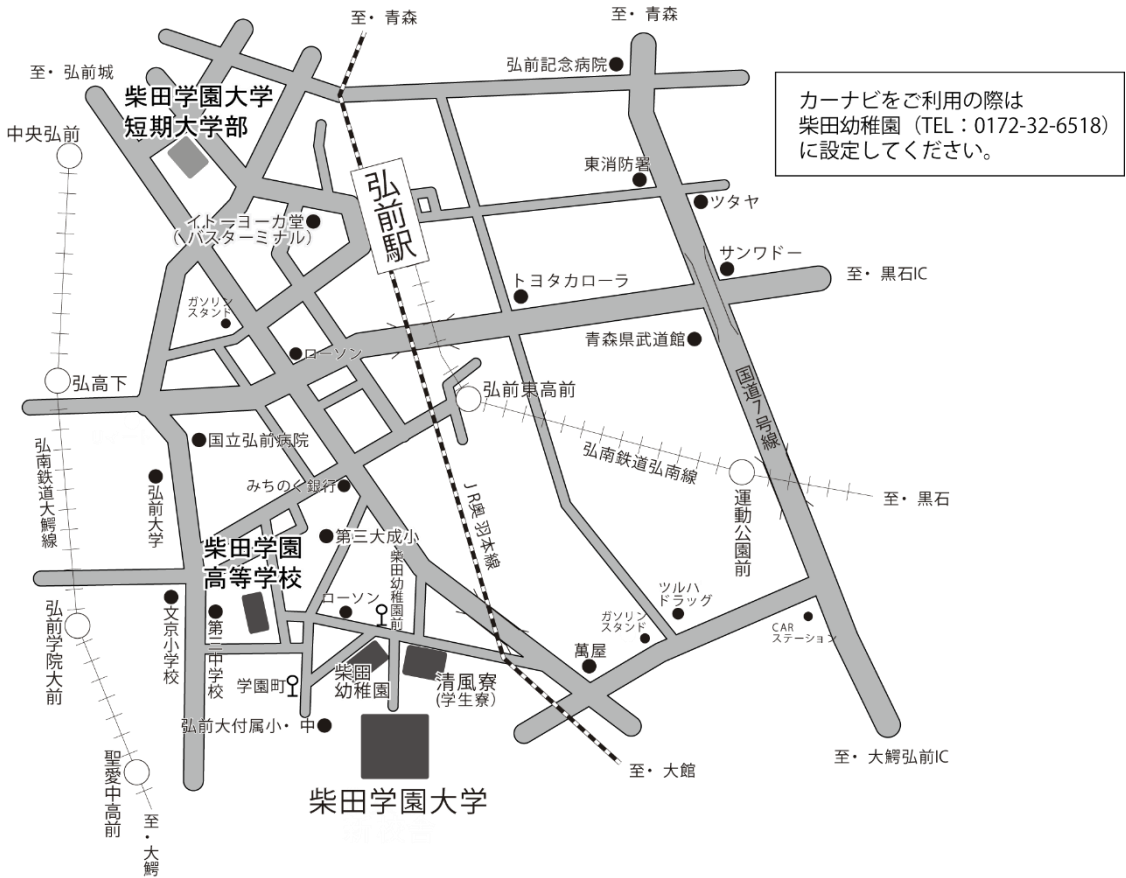 至・青森
至・青森
弘前記念病院
至・弘前城
柴田学園大学
短期大学部
カーナビをご利用の際は
柴田幼稚園（TEL：0172-32-6518）
に設定してください。
中央弘前
東消防署
ツタヤ
弘前駅
イトーヨーカ堂
（バスターミナル）
サンワドー
至・黒石IC
トヨタカローラ
ガソリン
スタンド
青森県武道館
ローソン
弘高下
弘前東高前
国道7号線
国立弘前病院
弘南鉄道大鰐線
弘南鉄道弘南線
みちのく銀行
弘前大学
運動公園前
至・黒石
JR奥羽本線
第三大成小
柴田学園
高等学校
柴田幼稚園前
ローソン
ツルハ
ドラッグ
ガソリン
スタンド
CAR
ステーション
文京小学校
第三中学校
弘前学院大前
萬屋
柴田
幼稚園
清風寮
(学生寮)
学園町
弘前大付属小・中
至・大館
至・大鰐弘前IC
聖愛中高前
柴田学園大学
至・大鰐